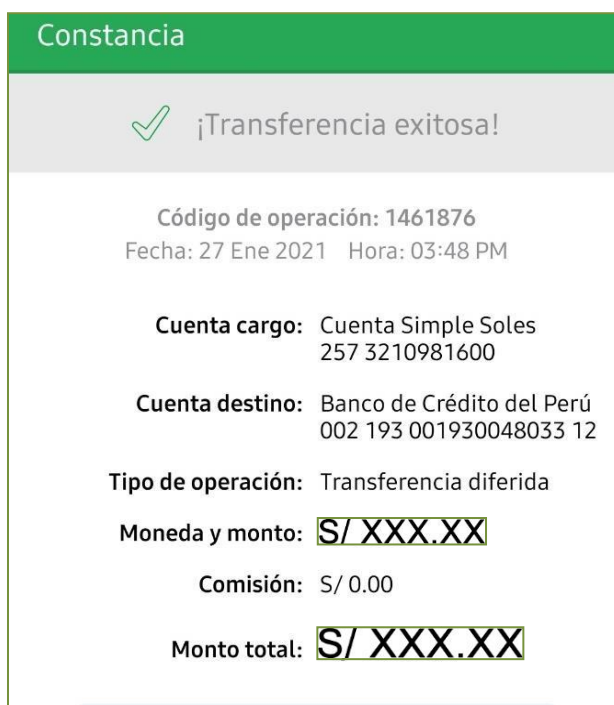 Constancia
¡Transferencia exitosa!
Código de operación: 1461876
Fecha: 27 Ene 2021 Hora: 03:48 PM
Cuenta cargo: Cuenta Simple Soles
257 3210981600
Cuenta destino: Banco de Crédito del Perú
002 193 001930048033 12
Tipo de operación: Transferencia diferida
Moneda y monto: S/ XXX.XX
Comisión: S/ 0.00
Monto total: S/ XXX.XX